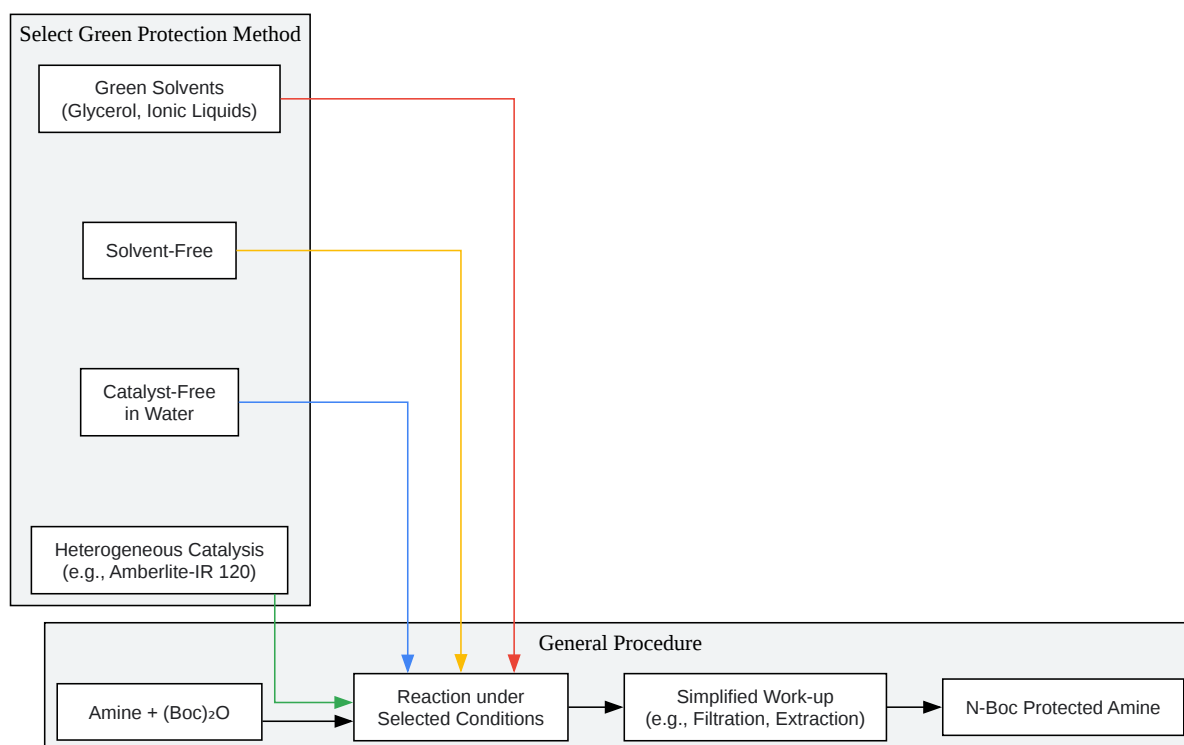 Select Green Protection Method
Green Solvents
(Glycerol, Ionic Liquids)
Solvent-Free
Catalyst-Free
in Water
Heterogeneous Catalysis
(e.g., Amberlite-IR 120)
General Procedure
Amine + (Boc)₂O
Reaction under
Selected Conditions
Simplified Work-up
(e.g., Filtration, Extraction)
N-Boc Protected Amine